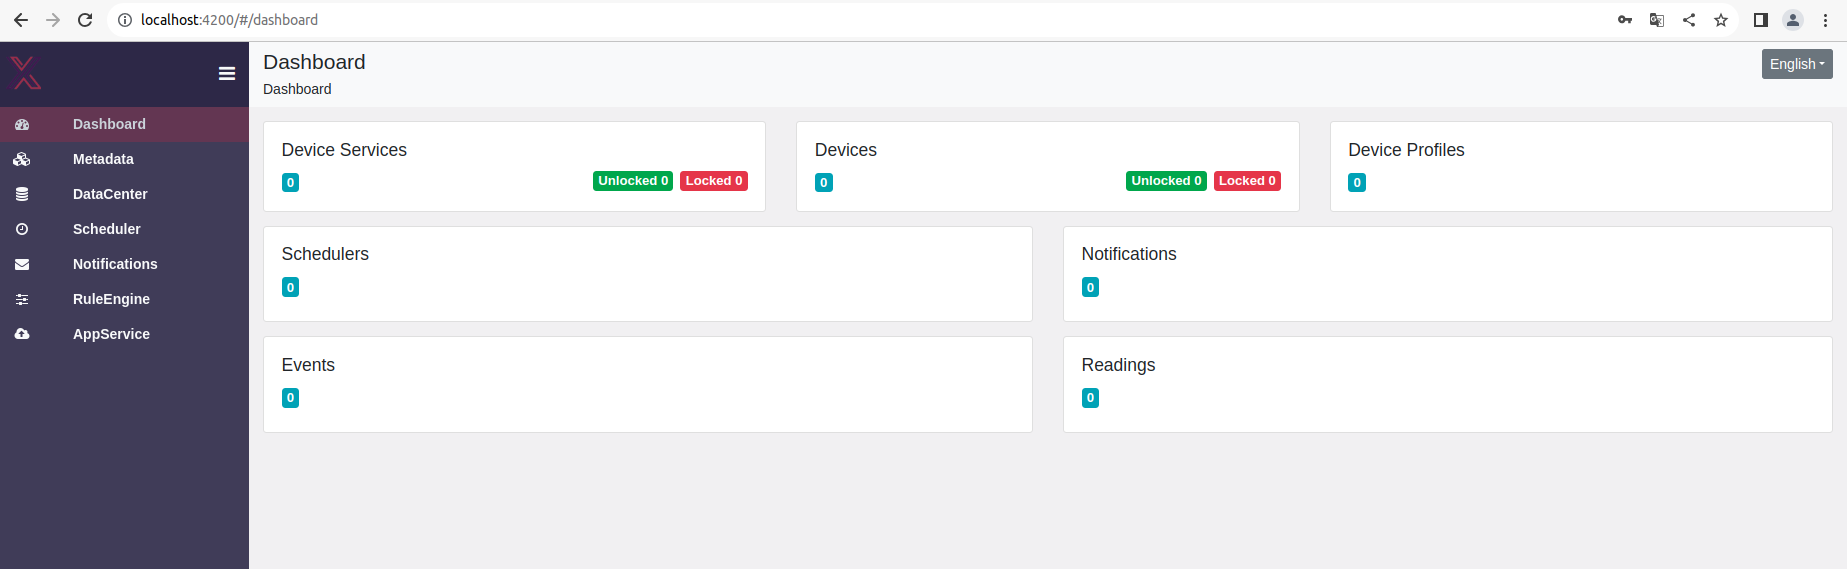 localhost:4200/#/dashboard
Dashboard
Dashboard
English
Dashboard
Metadata
DataCenter
Scheduler
Notifications
RuleEngine
AppService
Device Services
0
Unlocked 0 Locked 0
Devices
0
Unlocked 0 Locked 0
Device Profiles
0
Schedulers
0
Notifications
0
Events
0
Readings
0